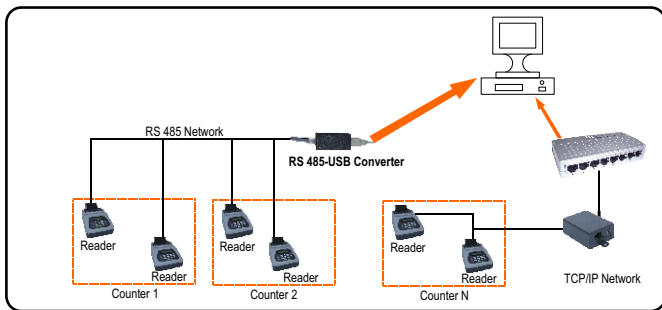 RS 485 Network
RS 485-USB Converter
Reader
Reader
Reader
Reader
Reader
Reader
Counter 1
Counter 2
Counter N
TCP/IP Network